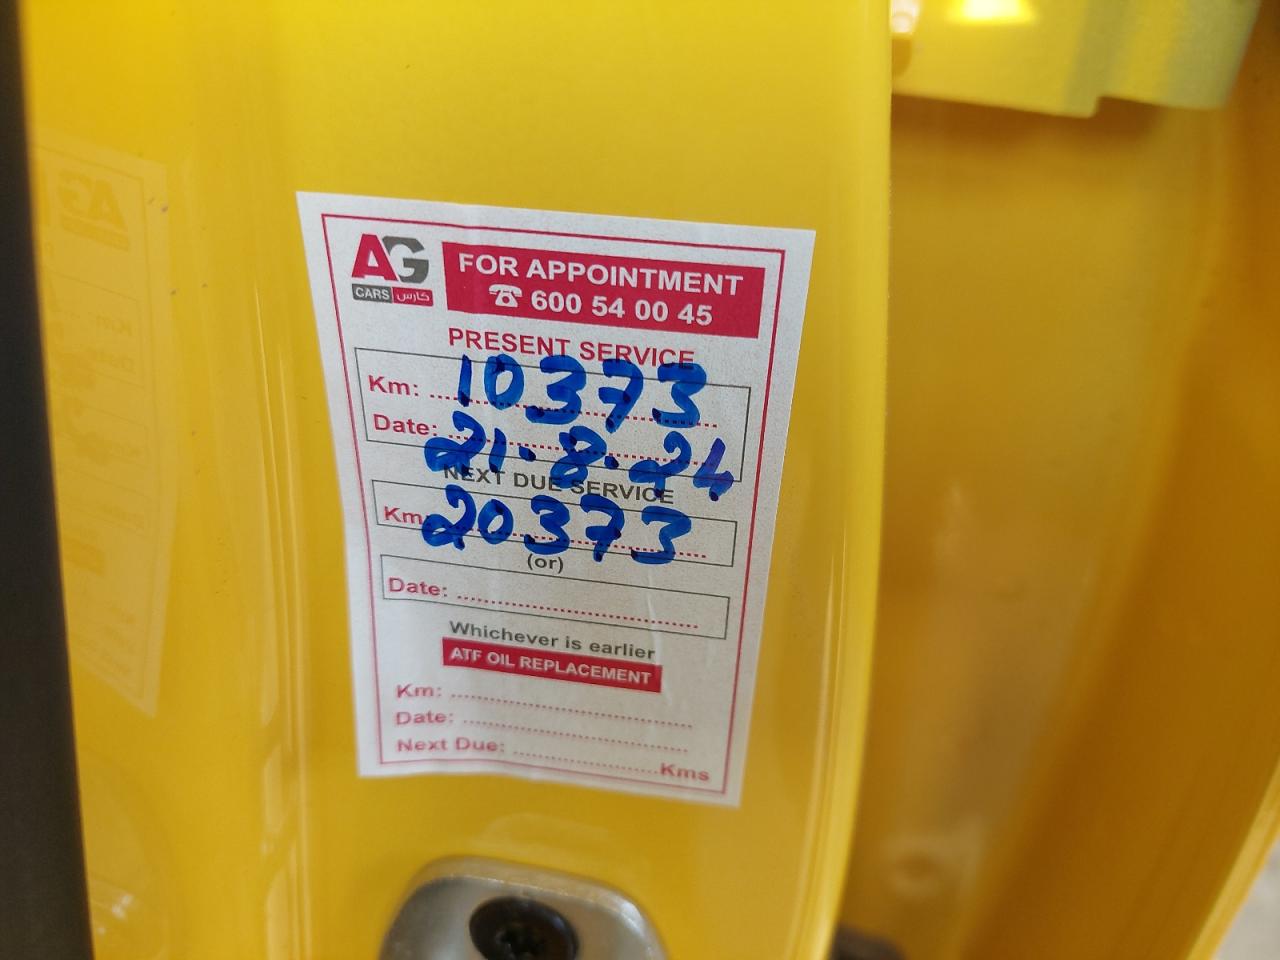 AG
CARS كارس
FOR APPOINTMENT
☎ 600 54 00 45
PRESENT SERVICE
Km: 10373
Date: 21.8.24
NEXT DUE SERVICE
Km 20373
(or)
Date: ........................
Whichever is earlier
ATF OIL REPLACEMENT
Km: ........................
Date: ........................
Next Due: ........................Kms